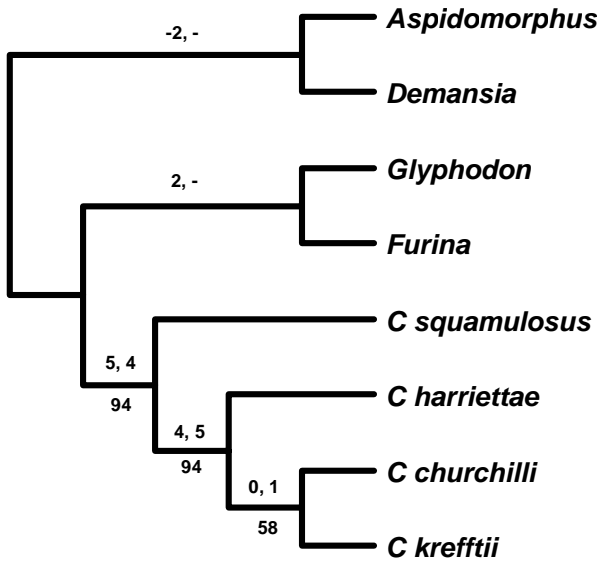 Aspidomorphus
-2, -
Demansia
Glyphodon
2, -
Furina
C squamulosus
5, 4
94
C harriettae
4, 5
94
C churchilli
0, 1
58
C krefftii